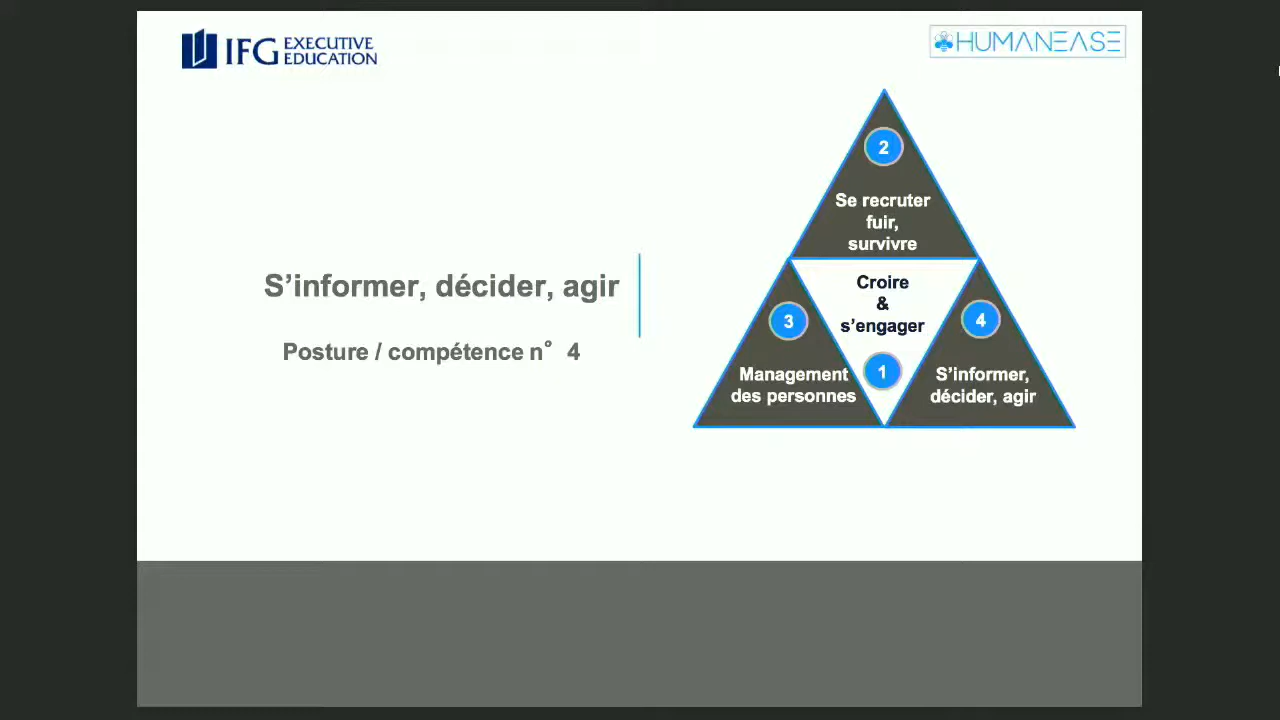 IFG EXECUTIVE
EDUCATION
HUMANEASE
S’informer, décider, agir
Posture / compétence n° 4
2
Se recruter
fuir,
survivre
Croire
&
s’engager
1
3
Management
des personnes
4
S’informer,
décider, agir